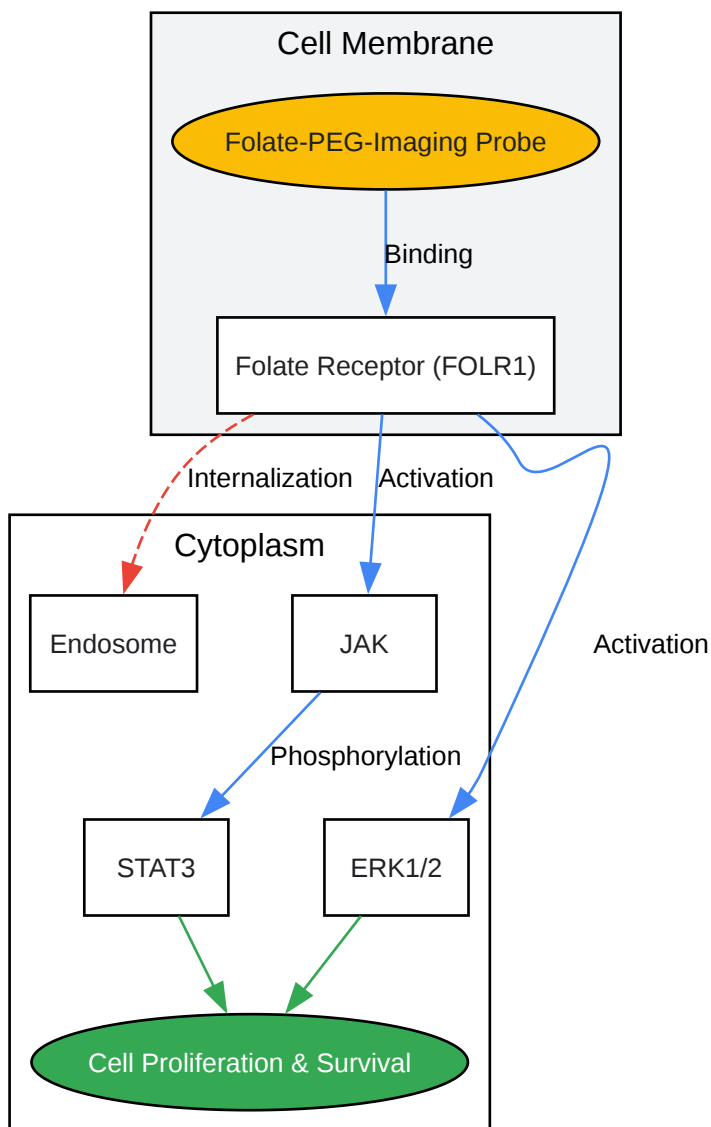 Cell Membrane
Folate-PEG-Imaging Probe
Binding
Folate Receptor (FOLR1)
Internalization
Activation
Cytoplasm
Endosome
JAK
Activation
Phosphorylation
STAT3
ERK1/2
Cell Proliferation & Survival